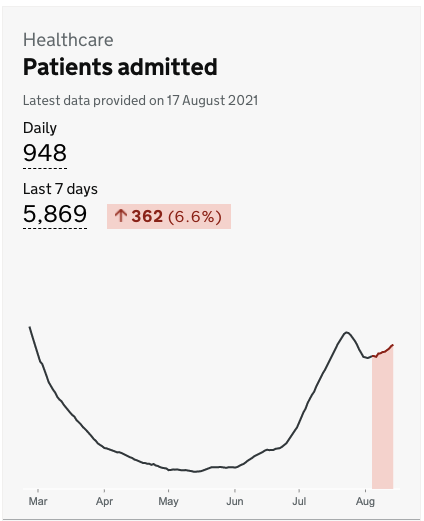 Healthcare
Patients admitted
Latest data provided on 17 August 2021
Daily
948
Last 7 days
5,869 ↑ 362 (6.6%)
Mar Apr May Jun Jul Aug